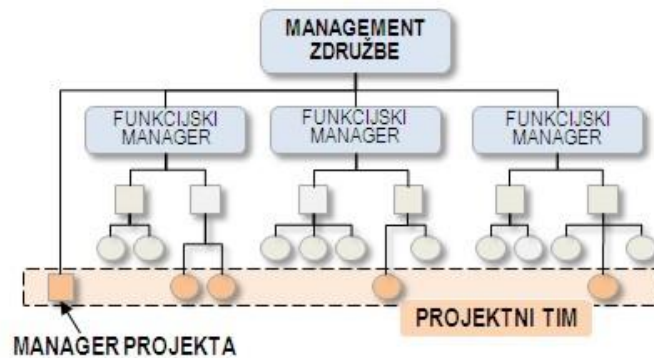 MANAGEMENT
ZDRUŽBE
FUNKCIJSKI
MANAGER
FUNKCIJSKI
MANAGER
FUNKCIJSKI
MANAGER
PROJEKTNI TIM
MANAGER PROJEKTA